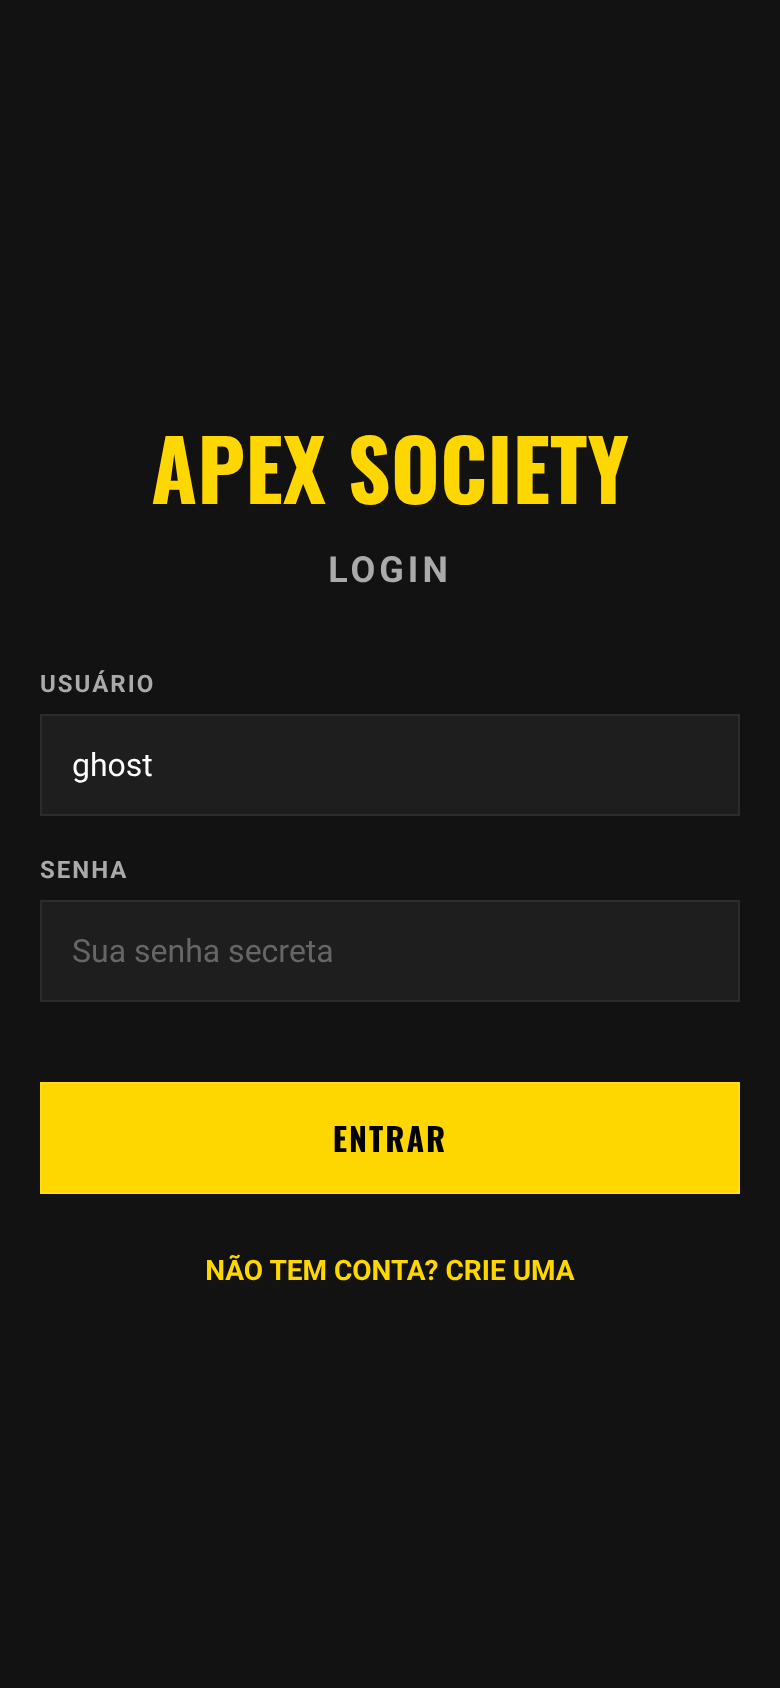 APEX SOCIETY
LOGIN
USUÁRIO
ghost
SENHA
Sua senha secreta
ENTRAR
NÃO TEM CONTA? CRIE UMA